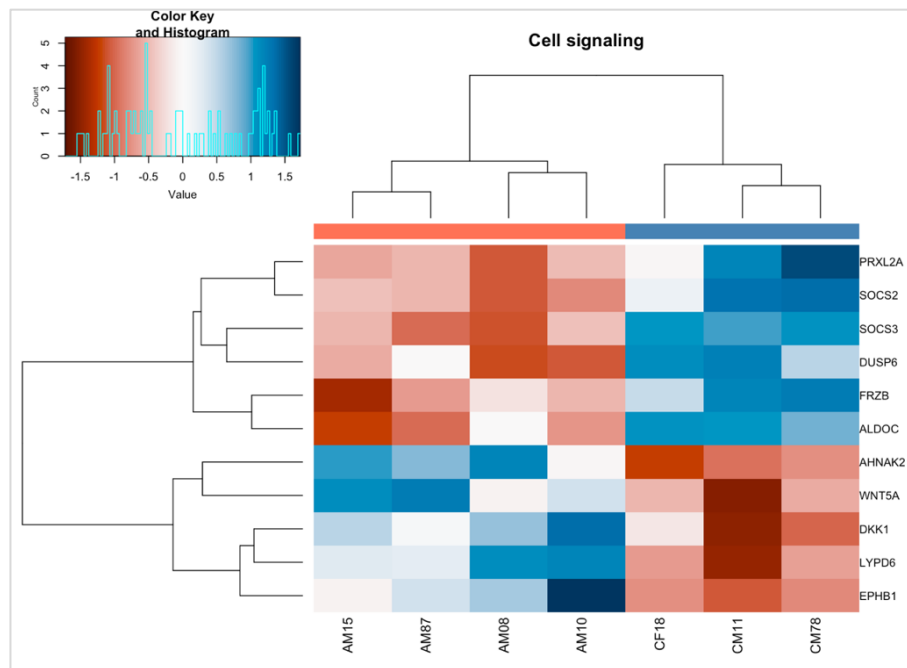 Color Key
and Histogram
Count
0 1 2 3 4 5
-1.5 -1 -0.5 0 0.5 1 1.5
Value
Cell signaling
PRXL2A
SOCS2
SOCS3
DUSP6
FRZB
ALDOC
AHNAK2
WNT5A
DKK1
LYPD6
EPHB1
AM15 AM87 AM08 AM10 CF18 CM11 CM78